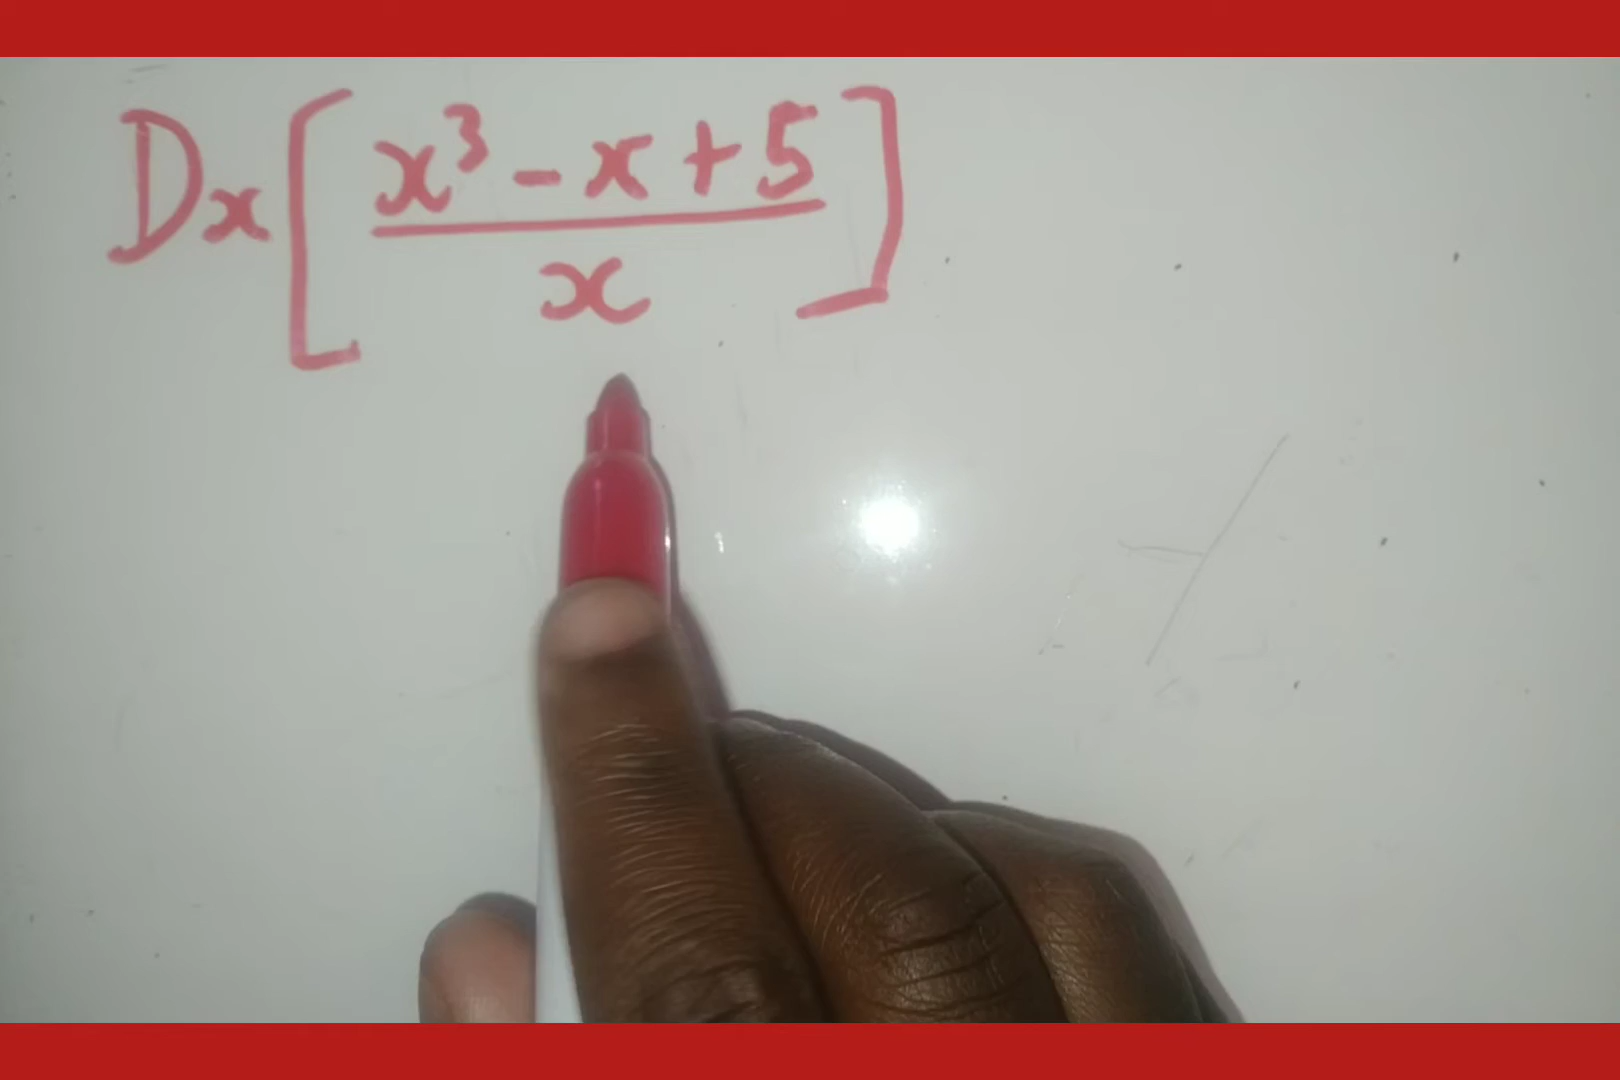 Dx[x³ - x + 5 / x]